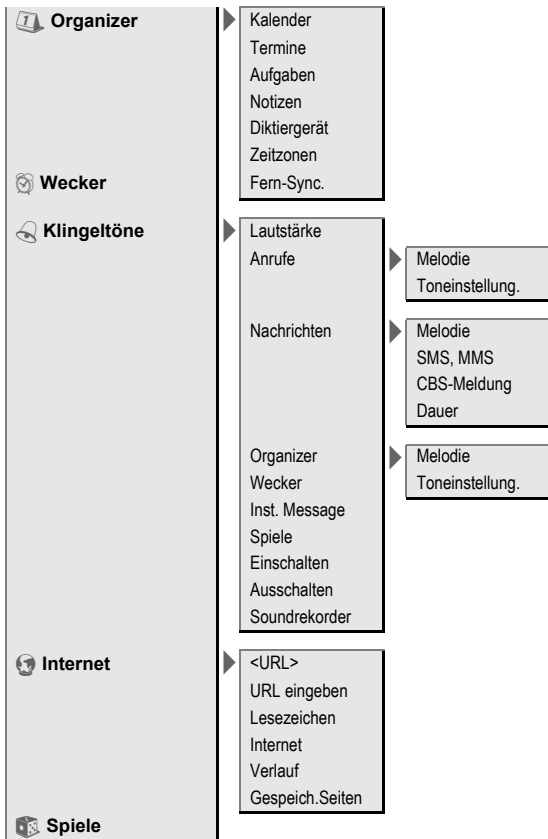 Organizer
Kalender
Termine
Aufgaben
Notizen
Diktiergerät
Zeitzonen
Fern-Sync.
Wecker
Klingeltöne
Lautstärke
Anrufe
Melodie
Toneinstellung.
Nachrichten
Melodie
SMS, MMS
CBS-Meldung
Dauer
Organizer
Melodie
Toneinstellung.
Wecker
Inst. Message
Spiele
Einschalten
Ausschalten
Soundrekorder
Internet
<URL>
URL eingeben
Lesezeichen
Internet
Verlauf
Gespeich.Seiten
Spiele